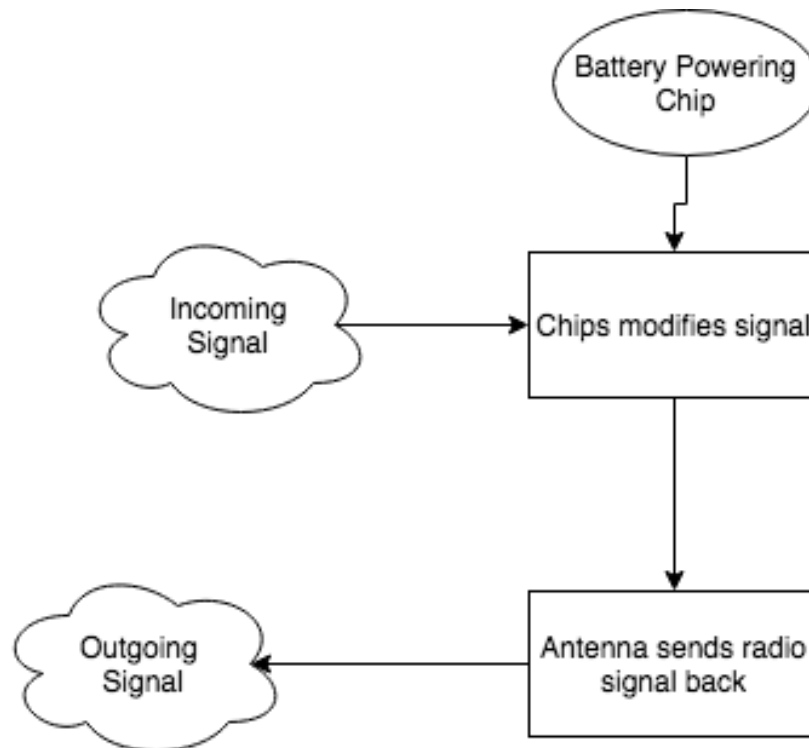 Battery Powering
Chip
Incoming
Signal
Chips modifies signal
Outgoing
Signal
Antenna sends radio
signal back